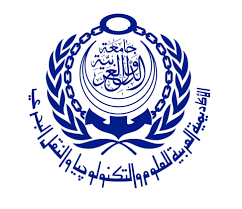 جامعة
الدول العربية
الأكاديمية العربية للعلوم والتكنولوجيا والنقل البحري